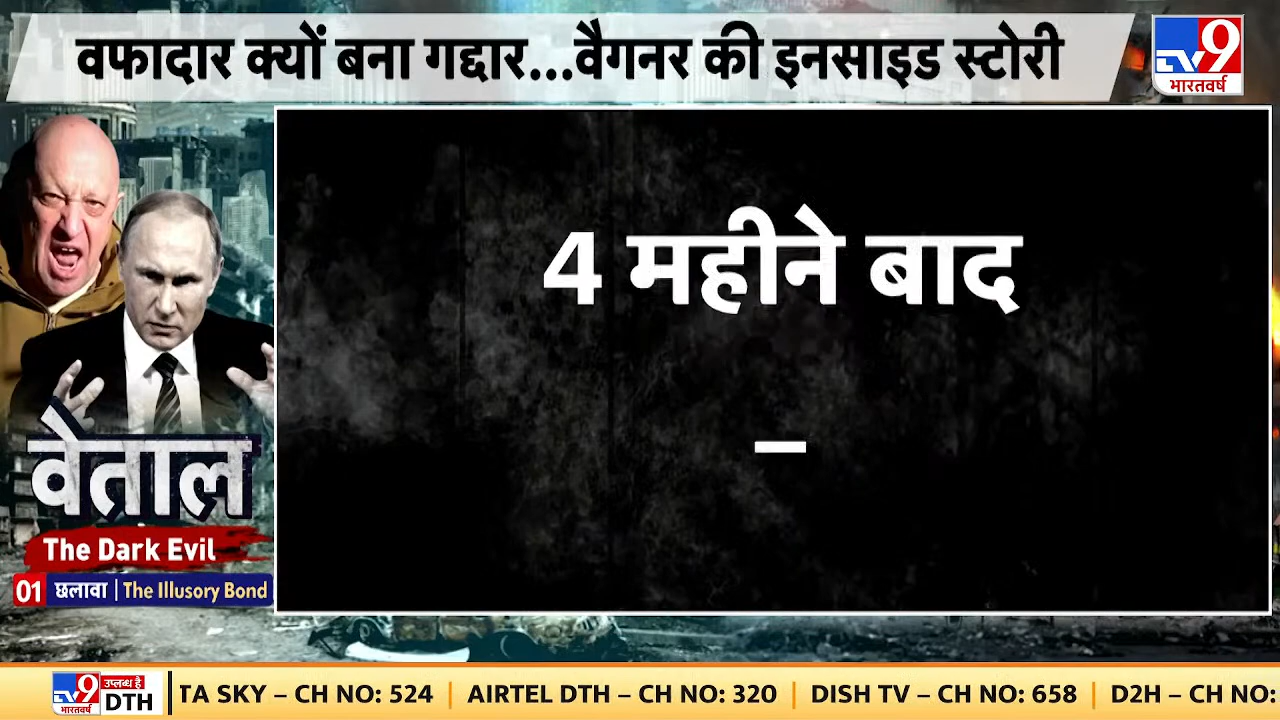 वफादार क्यों बना गद्दार...वैगनर की इनसाइड स्टोरी
TV9
भारतवर्ष
4 महीने बाद
–
वेताल
The Dark Evil
01 छलावा | The Illusory Bond
TV9 भारतवर्ष उपलब्ध है DTH
TA SKY – CH NO: 524 | AIRTEL DTH – CH NO: 320 | DISH TV – CH NO: 658 | D2H – CH NO: